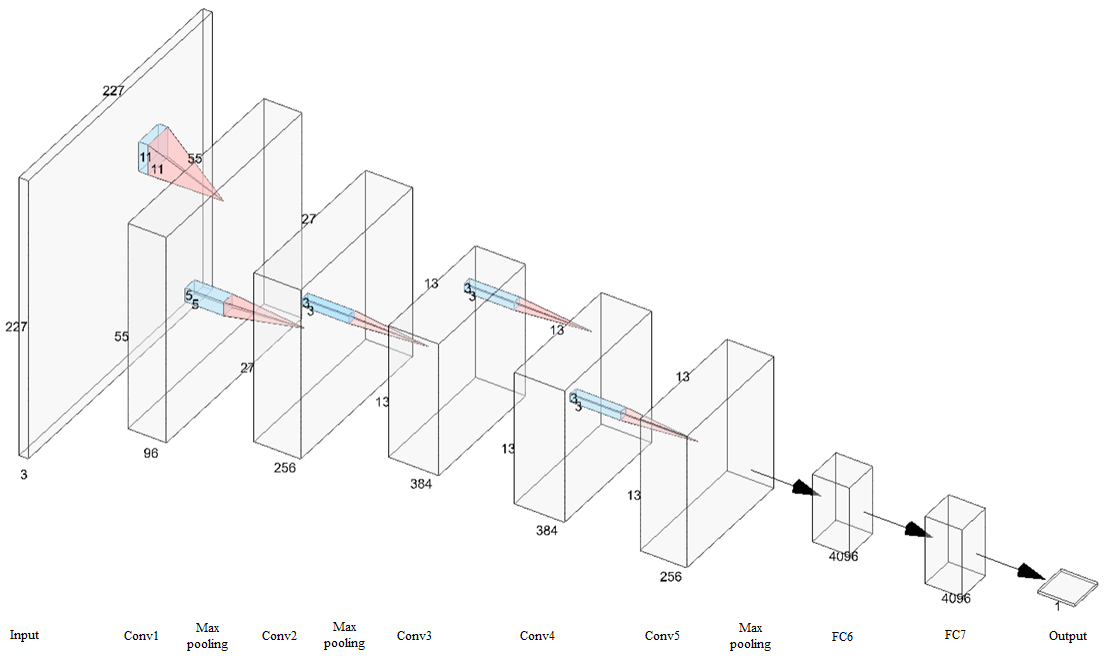 227
11
11
55
27
5
5
3
3
13
3
3
13
227
55
27
13
3
3
13
13
13
3
96
256
384
384
256
4096
4096
1
Input
Conv1
Max
pooling
Conv2
Max
pooling
Conv3
Conv4
Conv5
Max
pooling
FC6
FC7
Output